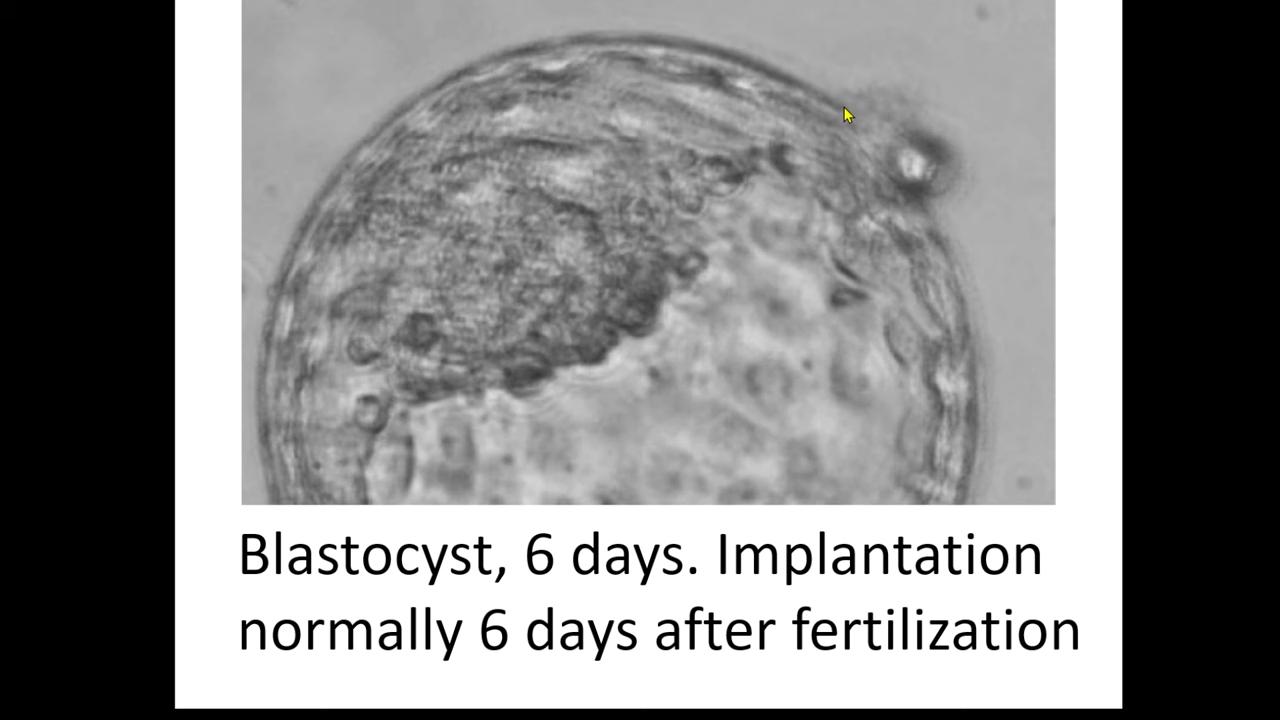 Blastocyst, 6 days. Implantation
normally 6 days after fertilization